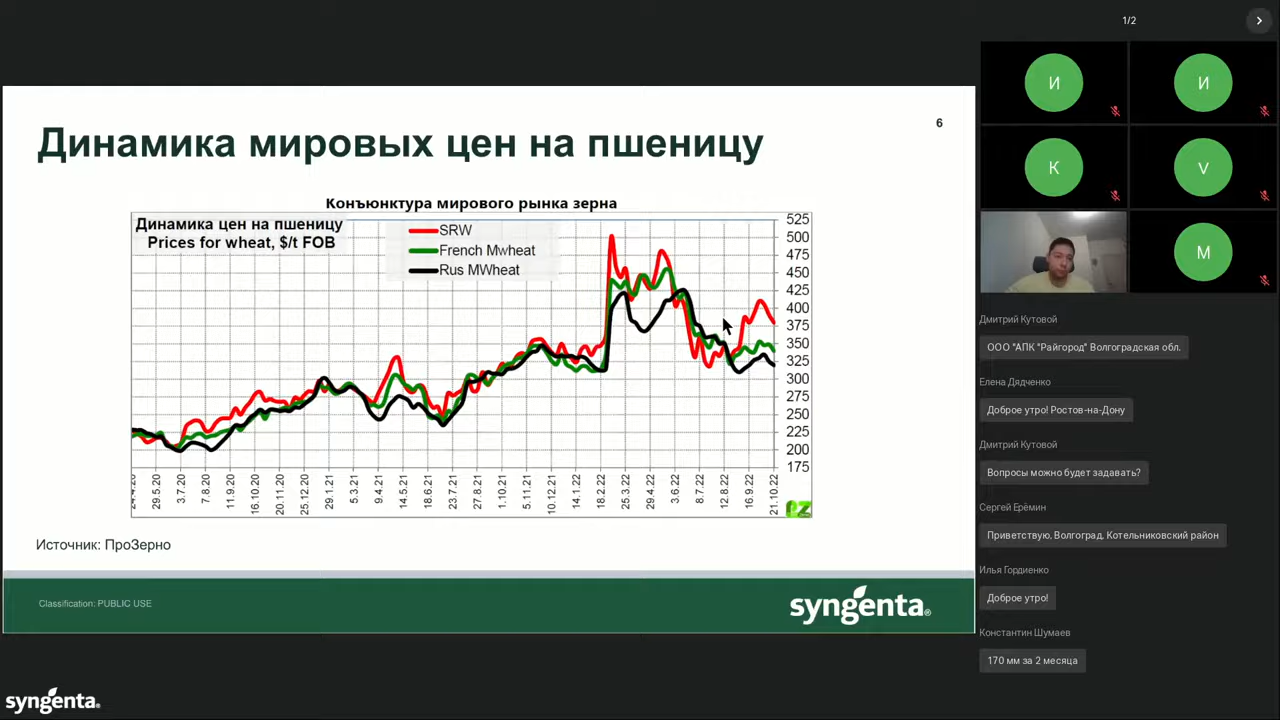 Динамика мировых цен на пшеницу
6
Конъюнктура мирового рынка зерна
Динамика цен на пшеницу
Prices for wheat, $/t FOB
SRW
French Mwheat
Rus MWheat
525
500
475
450
425
400
375
350
325
300
275
250
225
200
175
29.5.20
3.7.20
7.8.20
11.9.20
16.10.20
20.11.20
25.12.20
29.1.21
5.3.21
9.4.21
14.5.21
18.6.21
23.7.21
27.8.21
1.10.21
5.11.21
10.12.21
14.1.22
18.2.22
25.3.22
29.4.22
3.6.22
8.7.22
12.8.22
16.9.22
21.10.22
PZ
Источник: ПроЗерно
Classification: PUBLIC USE
syngenta®
syngenta.
1/2
И
И
К
V
М
Дмитрий Кутовой
ООО "АПК "Райгород" Волгоградская обл.
Елена Дядченко
Доброе утро! Ростов-на-Дону
Дмитрий Кутовой
Вопросы можно будет задавать?
Сергей Ерёмин
Приветствую, Волгоград, Котельниковский район
Илья Гордиенко
Доброе утро!
Константин Шумаев
170 мм за 2 месяца